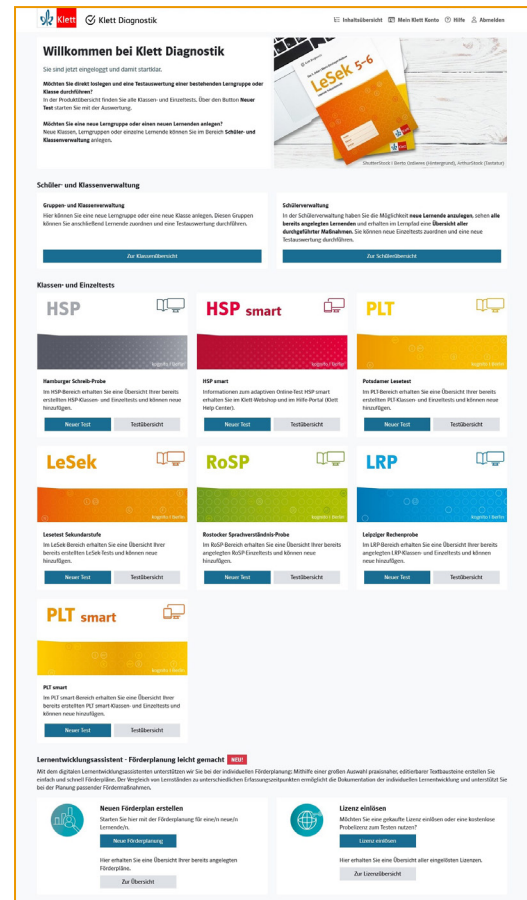 Klett Klett Diagnostik
Inhaltsübersicht Mein Klett Konto Hilfe Abmelden
Willkommen bei Klett Diagnostik
Sie sind jetzt eingeloggt und damit startklar.
Möchten Sie direkt loslegen und eine Testauswertung einer bestehenden Lerngruppe oder
Klasse durchführen?
In der Produktübersicht finden Sie alle Klassen- und Einzeltests. Über den Button Neuer
Test starten Sie mit der Auswertung.
Möchten Sie eine neue Lerngruppe oder einen neuen Lernenden anlegen?
Neue Klassen, Lerngruppen oder einzelne Lernende können Sie im Bereich Schüler- und
Klassenverwaltung anlegen.
LeSek 5–6
Klett
ShutterStock | Benta Ordianne (Hintergrund), ArthurStock (Tastatur)
Schüler- und Klassenverwaltung
Gruppen- und Klassenverwaltung
Hier können Sie eine neue Lerngruppe oder eine neue Klasse anlegen. Diesen Gruppen
können Sie anschließend Lernende zuordnen und eine Testauswertung durchführen.
Zur Klassenübersicht
Schülerverwaltung
In der Schülerverwaltung haben Sie die Möglichkeit neue Lernende anzulegen, sehen alle
bereits angelegten Lernenden und erhalten im Lernpfad eine Übersicht aller
durchgeführter Maßnahmen. Sie können neue Einzeltests zuordnen und eine neue
Testauswertung durchführen.
Zur Schülerübersicht
Klassen- und Einzeltests
HSP
kognito | Berlin
Hamburger Schreib-Probe
Im HSP-Bereich erhalten Sie eine Übersicht Ihrer bereits
erstellten HSP-Klassen- und Einzeltests und können neue
hinzufügen.
Neuer Test Testübersicht
HSP smart
kognito | Berlin
HSP smart
Informationen zum adaptiven Online-Test HSP smart
erhalten Sie im Klett-Webshop und im Hilfe-Portal (Klett
Help Center).
Neuer Test Testübersicht
PLT
kognito | Berlin
Potsdamer Lesetest
Im PLT-Bereich erhalten Sie eine Übersicht Ihrer bereits
erstellten PLT-Klassen- und Einzeltests und können neue
hinzufügen.
Neuer Test Testübersicht
LeSek
kognito | Berlin
Lesetest Sekundarstufe
Im LeSek-Bereich erhalten Sie eine Übersicht Ihrer
bereits erstellten LeSek-Tests und können neue
hinzufügen.
Neuer Test Testübersicht
RoSP
kognito | Berlin
Rostocker Sprachverständnis-Probe
Im RoSP-Bereich erhalten Sie eine Übersicht Ihrer bereits
angelegten RoSP-Einzeltests und können neue
hinzufügen.
Neuer Test Testübersicht
LRP
kognito | Berlin
Leipziger Rechenprobe
Im LRP-Bereich erhalten Sie eine Übersicht Ihrer bereits
angelegten LRP-Klassen- und Einzeltests und können
neue hinzufügen.
Neuer Test Testübersicht
PLT smart
kognito | Berlin
PLT smart
Im PLT smart-Bereich erhalten Sie eine Übersicht Ihrer
bereits erstellten PLT smart-Klassen- und Einzeltests und
können neue hinzufügen.
Neuer Test Testübersicht
Lernentwicklungsassistent - Förderplanung leicht gemacht NEU!
Mit dem digitalen Lernentwicklungsassistenten unterstützen wir Sie bei der individuellen Förderplanung: Mithilfe einer großen Auswahl praxisnaher, editierbarer Textbausteine erstellen Sie
einfach und schnell Förderpläne. Der Vergleich von Lernständen zu unterschiedlichen Erfassungszeitpunkten ermöglicht die Dokumentation der individuellen Lernentwicklung und unterstützt Sie
bei der Planung passender Fördermaßnahmen.
Neuen Förderplan erstellen
Starten Sie hier mit der Förderplanung für eine/n neue/n
Lernende/n.
Neue Förderplanung
Hier erhalten Sie eine Übersicht Ihrer bereits angelegten
Förderpläne.
Zur Übersicht
Lizenz einlösen
Möchten Sie eine gekaufte Lizenz einlösen oder eine kostenlose
Probelizenz zum Testen nutzen?
Lizenz einlösen
Hier erhalten Sie eine Übersicht aller eingelösten Lizenzen.
Zur Lizenzübersicht